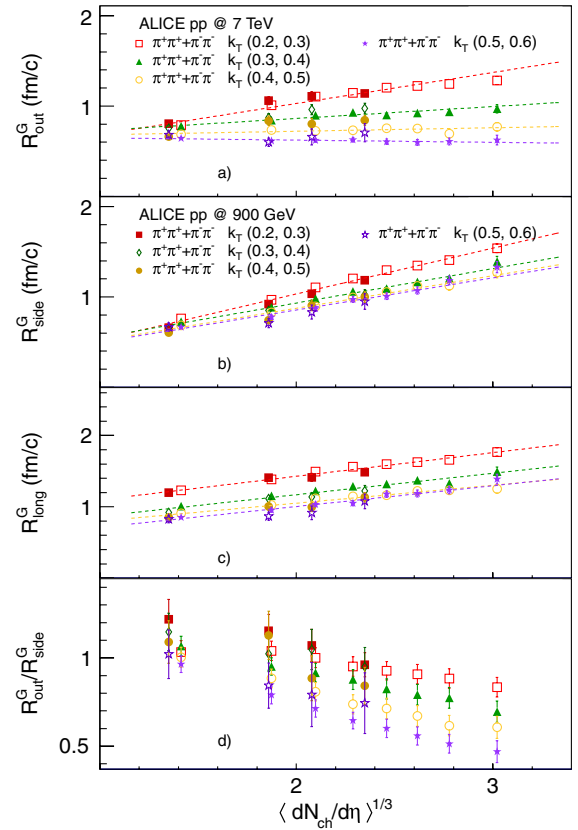 ALICE pp @ 7 TeV
π⁺π⁺+π⁻π⁻ k_T (0.2, 0.3)
π⁺π⁺+π⁻π⁻ k_T (0.3, 0.4)
π⁺π⁺+π⁻π⁻ k_T (0.4, 0.5)
π⁺π⁺+π⁻π⁻ k_T (0.5, 0.6)
R^G_out (fm/c)
2
1
a)
ALICE pp @ 900 GeV
π⁺π⁺+π⁻π⁻ k_T (0.2, 0.3)
π⁺π⁺+π⁻π⁻ k_T (0.3, 0.4)
π⁺π⁺+π⁻π⁻ k_T (0.4, 0.5)
π⁺π⁺+π⁻π⁻ k_T (0.5, 0.6)
R^G_side (fm/c)
2
1
b)
R^G_long (fm/c)
2
1
c)
R^G_out/R^G_side
1
0.5
d)
2 3
⟨ dN_ch/dη ⟩^1/3